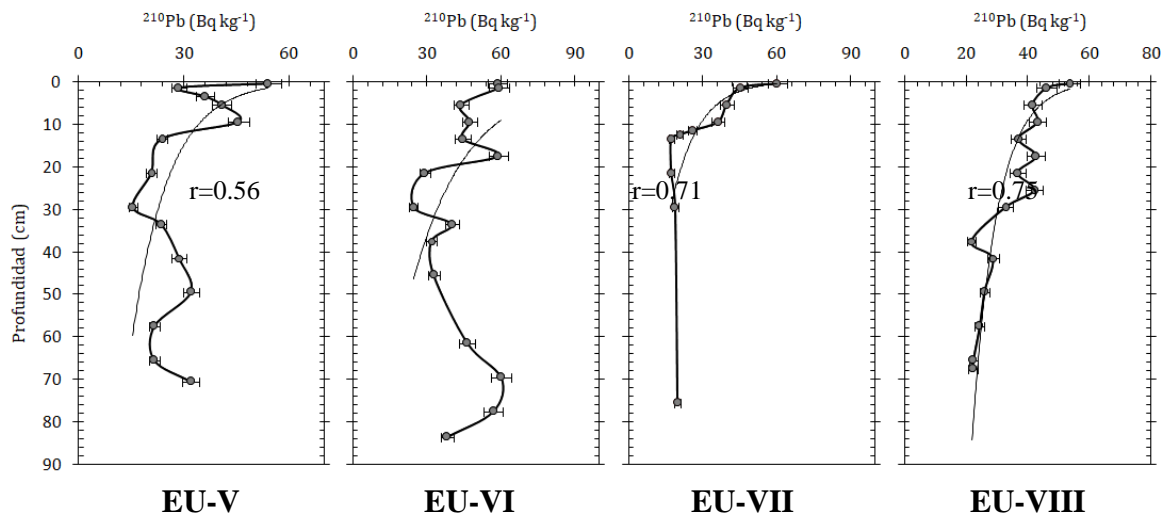 ²¹⁰Pb (Bq kg⁻¹) ²¹⁰Pb (Bq kg⁻¹) ²¹⁰Pb (Bq kg⁻¹) ²¹⁰Pb (Bq kg⁻¹)
0 30 60 0 30 60 90 0 30 60 90 0 20 40 60 80
0
10
20
30
40
50
60
70
80
90
Profundidad (cm)
r=0.56 r=0.71 r=0.75
EU-V EU-VI EU-VII EU-VIII